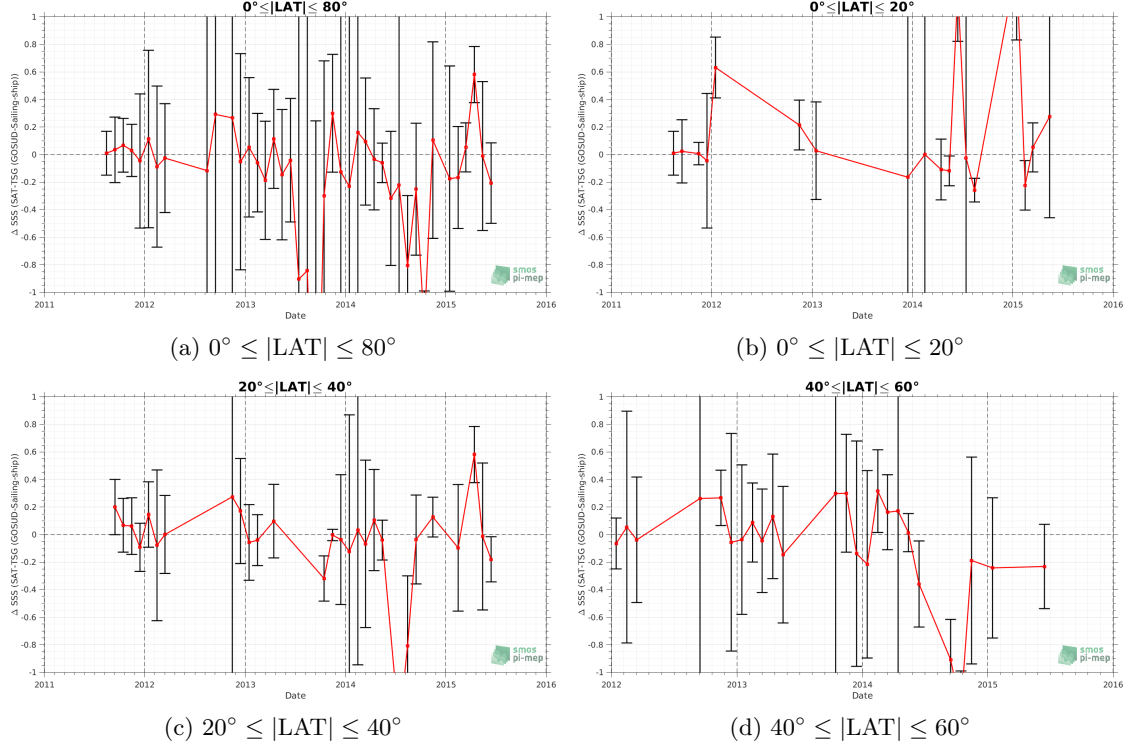 0°≤|LAT|≤ 80°
Δ SSS (SAT-TSG (GOSUD-Sailing-ship))
1
0.8
0.6
0.4
0.2
0
-0.2
-0.4
-0.6
-0.8
-1
smos
pi-mep
2011 2012 2013 2014 2015 2016
Date
(a) 0° ≤ |LAT| ≤ 80°
0°≤|LAT|≤ 20°
Δ SSS (SAT-TSG (GOSUD-Sailing-ship))
1
0.8
0.6
0.4
0.2
0
-0.2
-0.4
-0.6
-0.8
-1
smos
pi-mep
2011 2012 2013 2014 2015 2016
Date
(b) 0° ≤ |LAT| ≤ 20°
20°≤|LAT|≤ 40°
Δ SSS (SAT-TSG (GOSUD-Sailing-ship))
1
0.8
0.6
0.4
0.2
0
-0.2
-0.4
-0.6
-0.8
-1
smos
pi-mep
2011 2012 2013 2014 2015 2016
Date
(c) 20° ≤ |LAT| ≤ 40°
40°≤|LAT|≤ 60°
Δ SSS (SAT-TSG (GOSUD-Sailing-ship))
1
0.8
0.6
0.4
0.2
0
-0.2
-0.4
-0.6
-0.8
-1
smos
pi-mep
2012 2013 2014 2015 2016
Date
(d) 40° ≤ |LAT| ≤ 60°